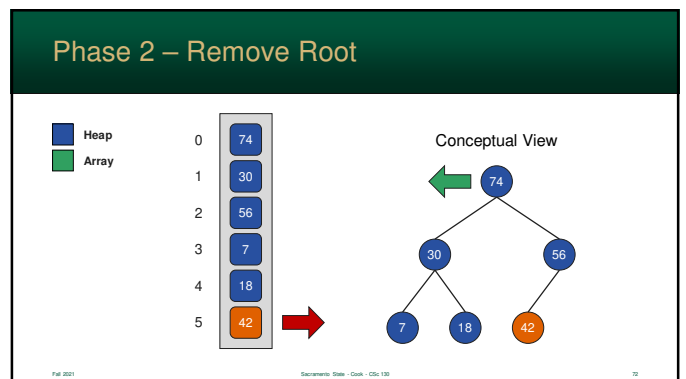 Phase 2 – Remove Root
Heap
Array
0 74
1 30
2 56
3 7
4 18
5 42
Conceptual View
74
30 56
7 18 42
Fall 2021 Sacramento State - Cook - CSc 130 72